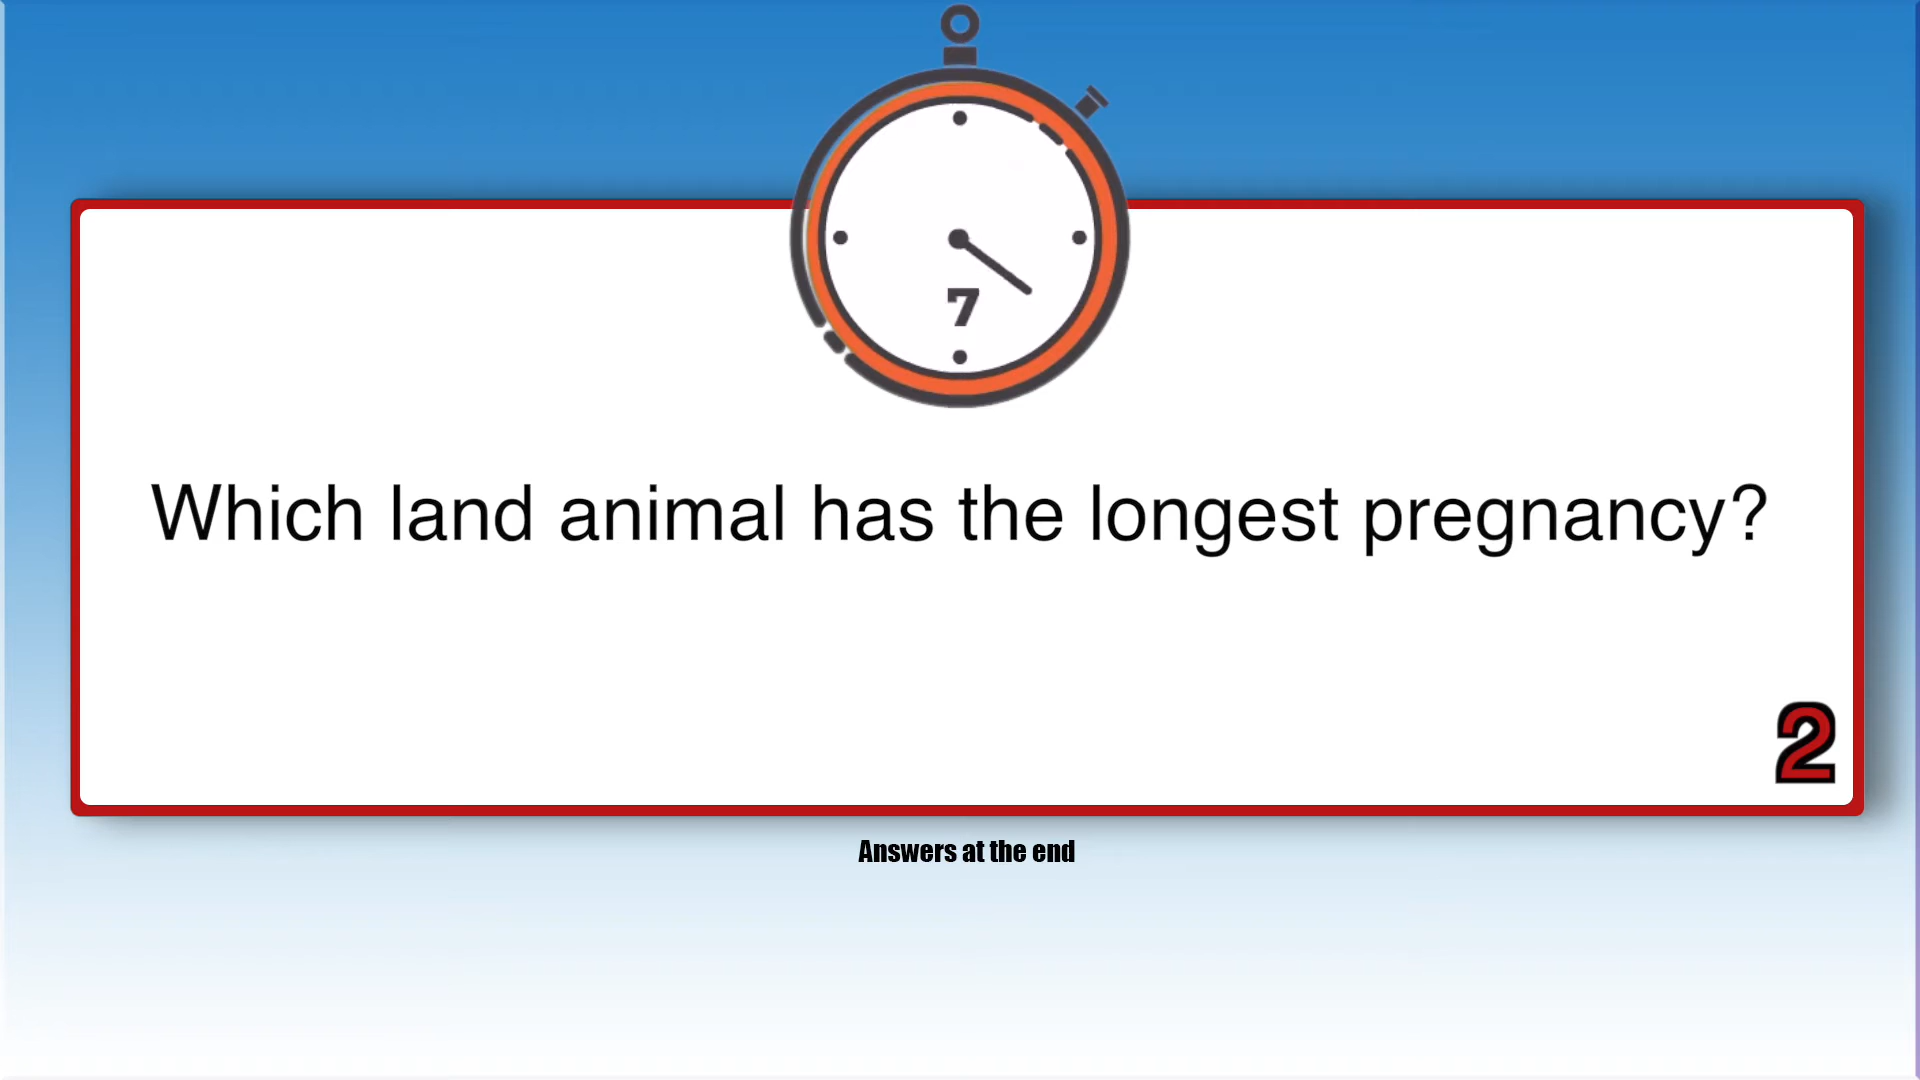 7
Which land animal has the longest pregnancy?
2
Answers at the end